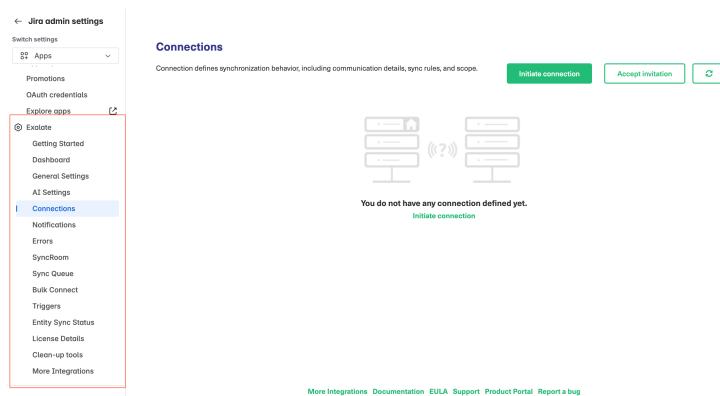 ← Jira admin settings
Switch settings
Apps
Promotions
OAuth credentials
Explore apps
Exalate
Getting Started
Dashboard
General Settings
AI Settings
Connections
Notifications
Errors
SyncRoom
Sync Queue
Bulk Connect
Triggers
Entity Sync Status
License Details
Clean-up tools
More Integrations
Connections
Connection defines synchronization behavior, including communication details, sync rules, and scope.
Initiate connection
Accept invitation
((?))
You do not have any connection defined yet.
Initiate connection
More Integrations Documentation EULA Support Product Portal Report a bug